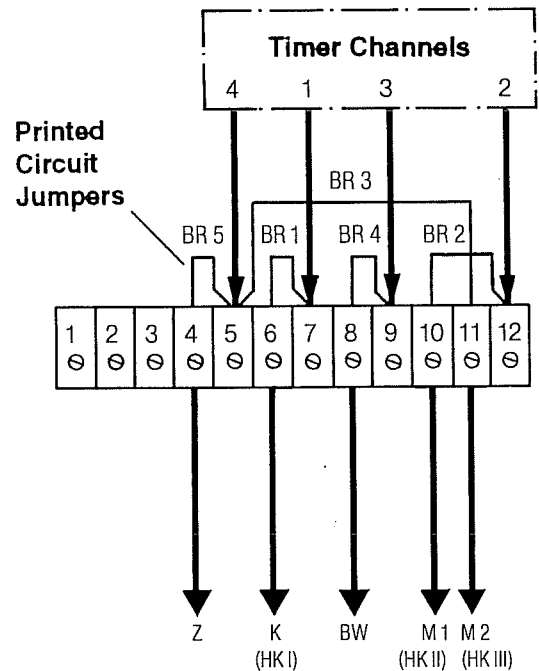 Timer Channels
4 1 3 2
Printed
Circuit
Jumpers
BR 3
BR 5 BR 1 BR 4 BR 2
1 2 3 4 5 6 7 8 9 10 11 12
Z K BW M 1 M 2
(HK I) (HK II) (HK III)